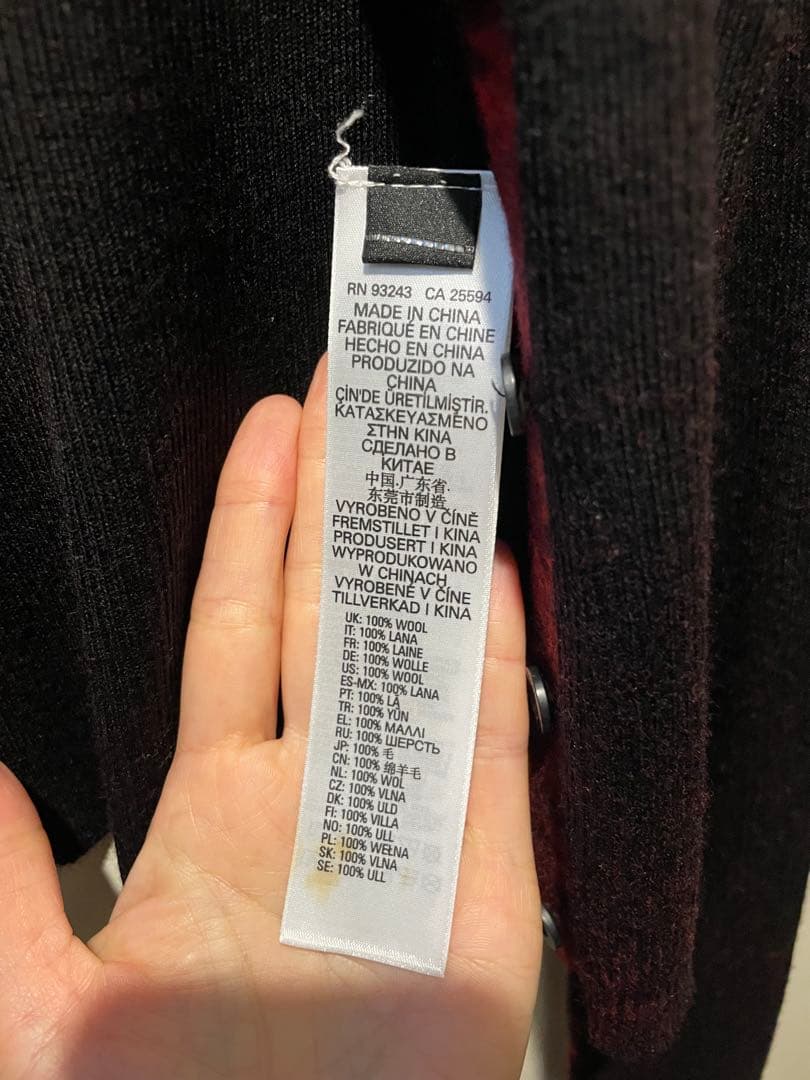 RN 93243 CA 25594
MADE IN CHINA
FABRIQUÉ EN CHINE
HECHO EN CHINA
PRODUZIDO NA
CHINA
ÇİN'DE ÜRETİLMİŞTİR.
ΚΑΤΑΣΚΕΥΑΣΜΕΝΟ
ΣΤΗΝ ΚΙΝΑ
СДЕЛАНО В
КИТАЕ
中国.广东省.
东莞市制造
VYROBENO V ČÍNĚ
FREMSTILLET I KINA
PRODUSERT I KINA
WYPRODUKOWANO
W CHINACH
VYROBENÉ V ČÍNE
TILLVERKAD I KINA
UK: 100% WOOL
IT: 100% LANA
FR: 100% LAINE
DE: 100% WOLLE
US: 100% WOOL
ES-MX: 100% LANA
PT: 100% LÃ
TR: 100% YÜN
EL: 100% ΜΑΛΛΙ
RU: 100% ШЕРСТЬ
JP: 100% 毛
CN: 100% 绵羊毛
NL: 100% WOL
CZ: 100% VLNA
DK: 100% ULD
FI: 100% VILLA
NO: 100% ULL
PL: 100% WEŁNA
SK: 100% VLNA
SE: 100% ULL